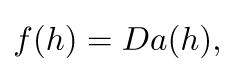 f(h) = Da(h),